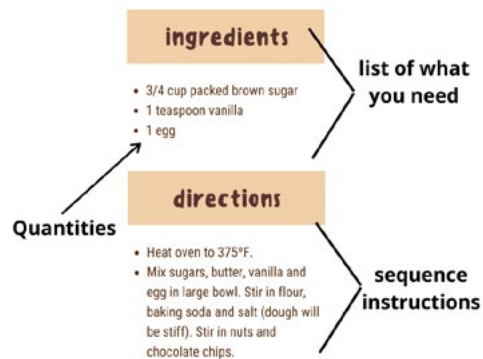 ingredients
• 3/4 cup packed brown sugar
• 1 teaspoon vanilla
• 1 egg
list of what
you need
Quantities
directions
• Heat oven to 375°F.
• Mix sugars, butter, vanilla and
egg in large bowl. Stir in flour,
baking soda and salt (dough will
be stiff). Stir in nuts and
chocolate chips.
sequence
instructions